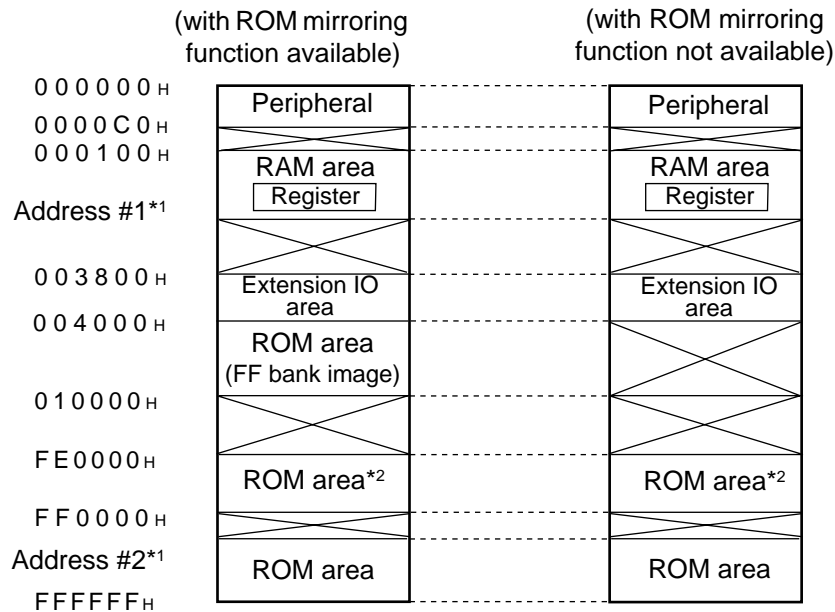 (with ROM mirroring
function available)
(with ROM mirroring
function not available)
000000H
Peripheral
Peripheral
0000C0H
000100H
RAM area
Register
RAM area
Register
Address #1*1
003800H
Extension IO
area
Extension IO
area
004000H
ROM area
(FF bank image)
010000H
FE0000H
ROM area*2
ROM area*2
FF0000H
Address #2*1
ROM area
ROM area
FFFFFFH